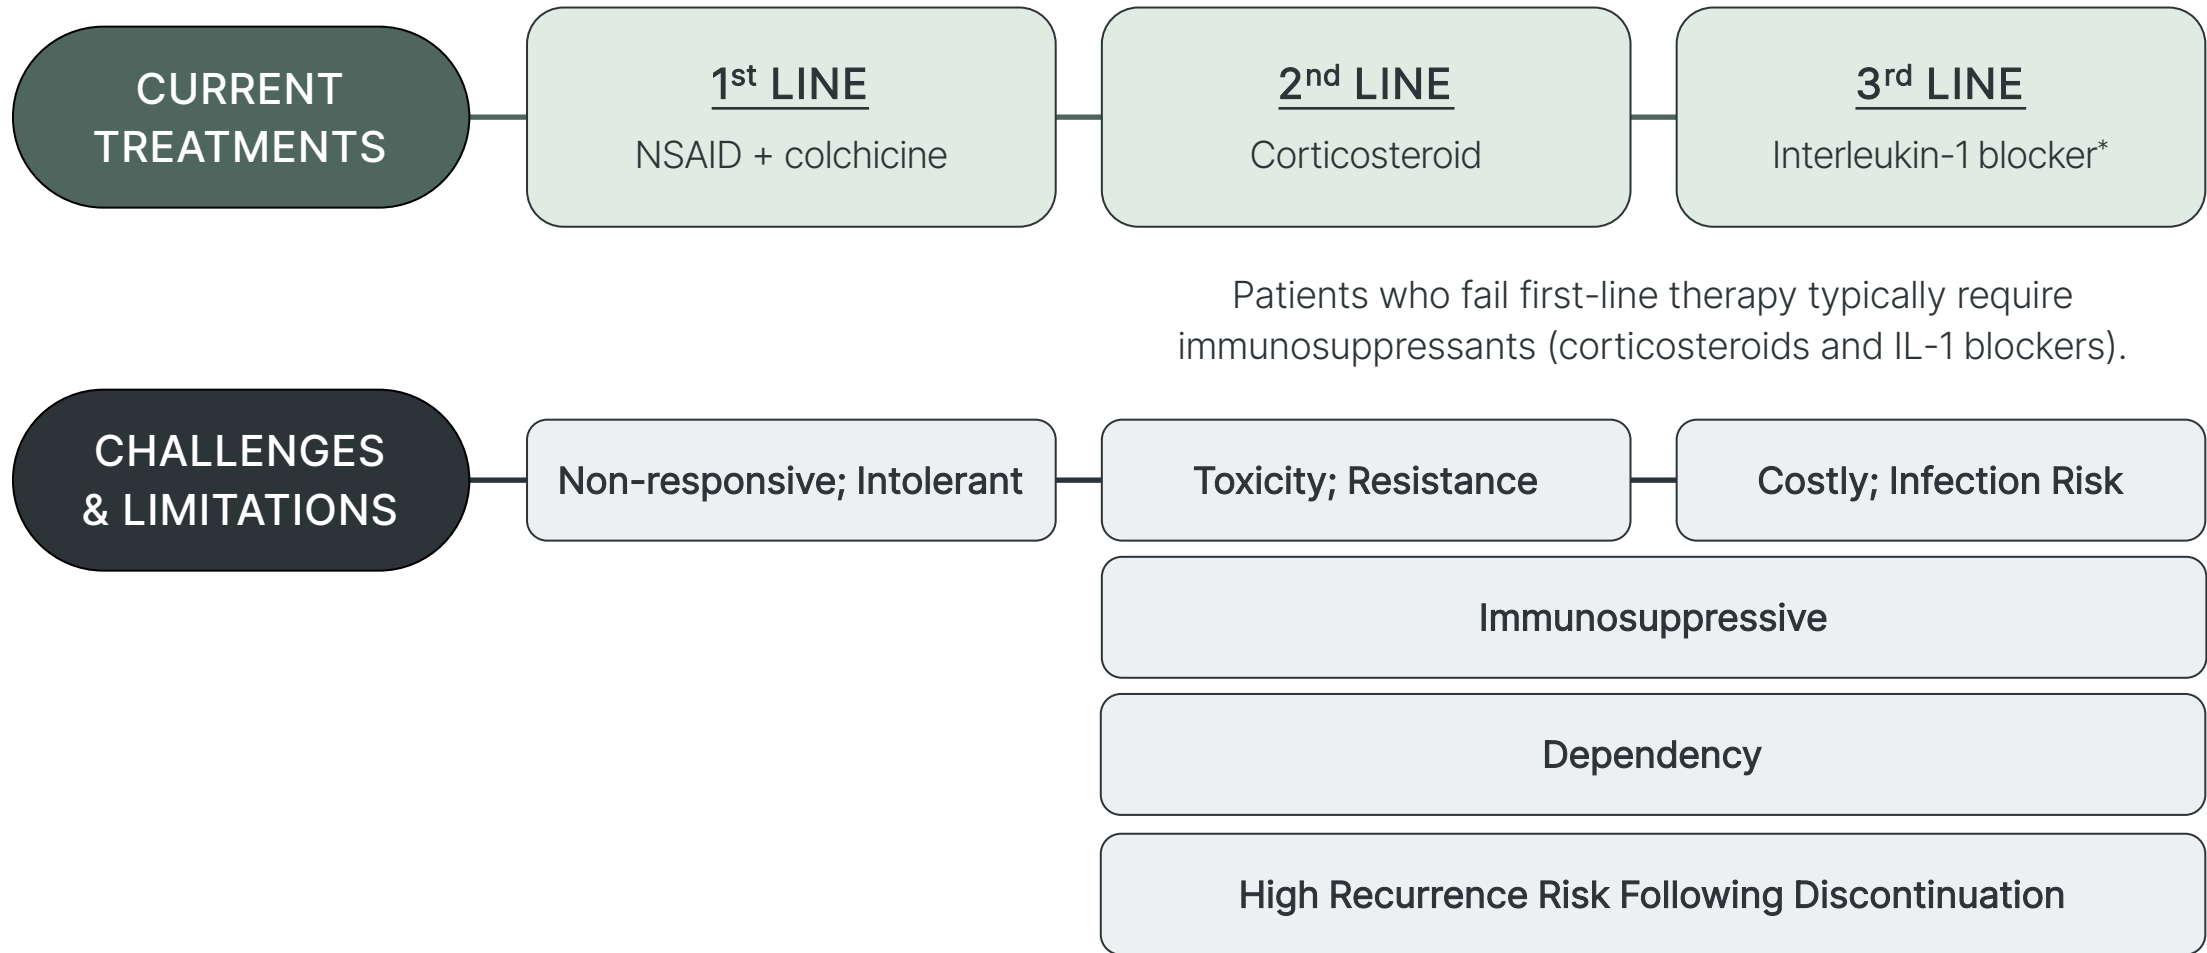 CURRENT
TREATMENTS
1st LINE
NSAID + colchicine
2nd LINE
Corticosteroid
3rd LINE
Interleukin-1 blocker*
Patients who fail first-line therapy typically require
immunosuppressants (corticosteroids and IL-1 blockers).
CHALLENGES
& LIMITATIONS
Non-responsive; Intolerant
Toxicity; Resistance
Costly; Infection Risk
Immunosuppressive
Dependency
High Recurrence Risk Following Discontinuation